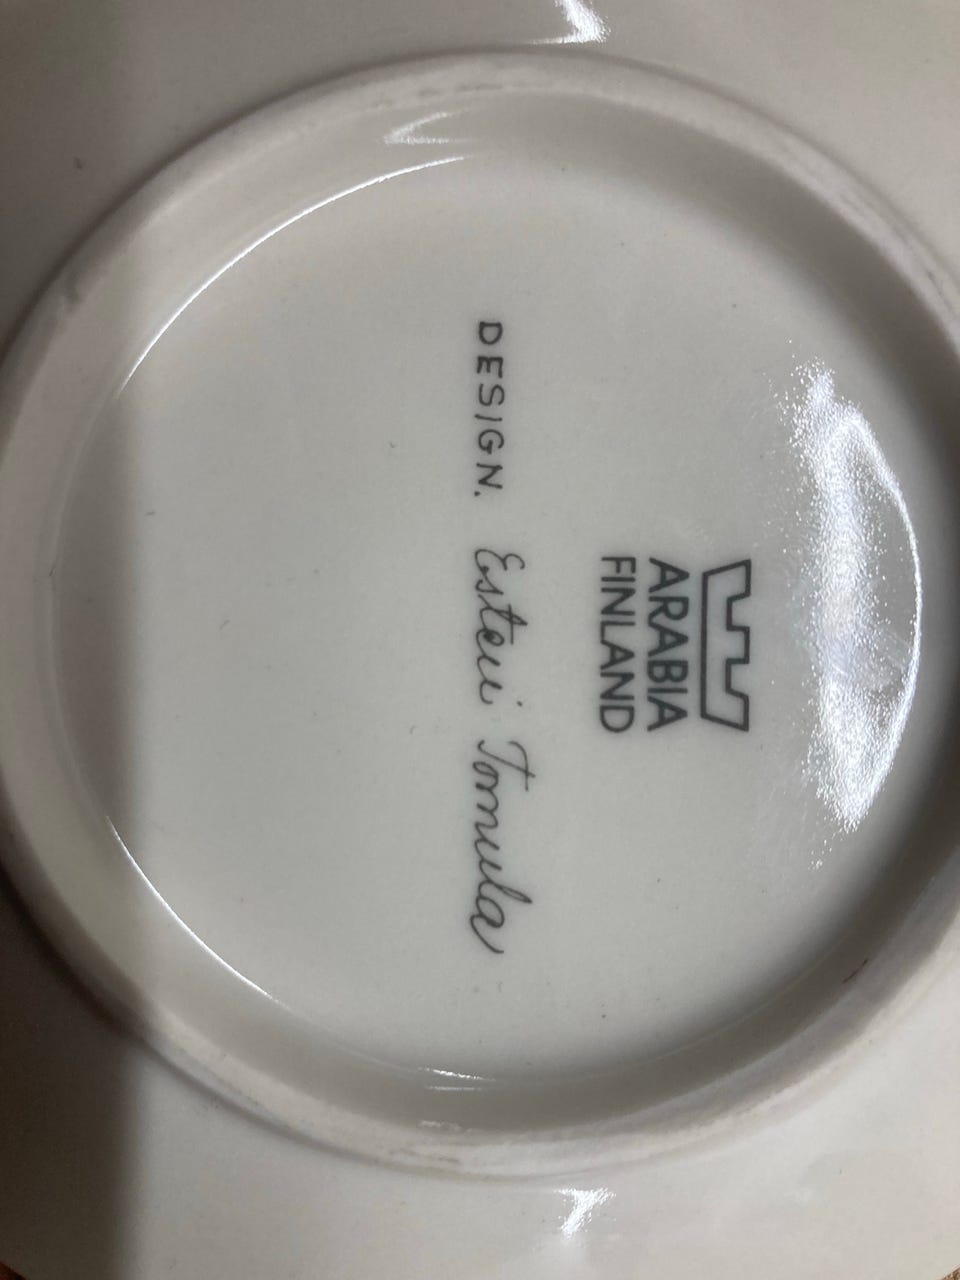 ARABIA
FINLAND
DESIGN. Esteri Tomula